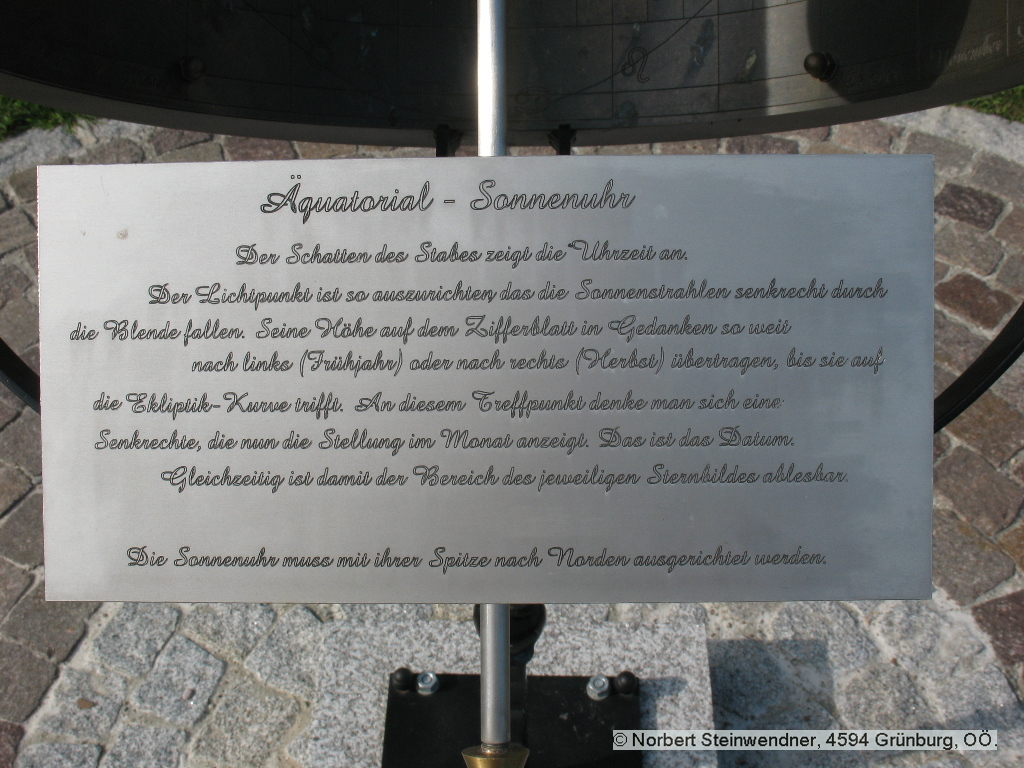 Äquatorial - Sonnenuhr
Der Schatten des Stabes zeigt die Uhrzeit an.
Der Lichtpunkt ist so auszurichten, das die Sonnenstrahlen senkrecht durch
die Blende fallen. Seine Höhe auf dem Zifferblatt in Gedanken so weit
nach links (Frühjahr) oder nach rechts (Herbst) übertragen, bis sie auf
die Ekliptik-Kurve trifft. An diesem Treffpunkt denke man sich eine
Senkrechte, die nun die Stellung im Monat anzeigt. Das ist das Datum.
Gleichzeitig ist damit der Bereich des jeweiligen Sternbildes ablesbar.
Die Sonnenuhr muss mit ihrer Spitze nach Norden ausgerichtet werden.
© Norbert Steinwendner, 4594 Grünburg, OÖ.